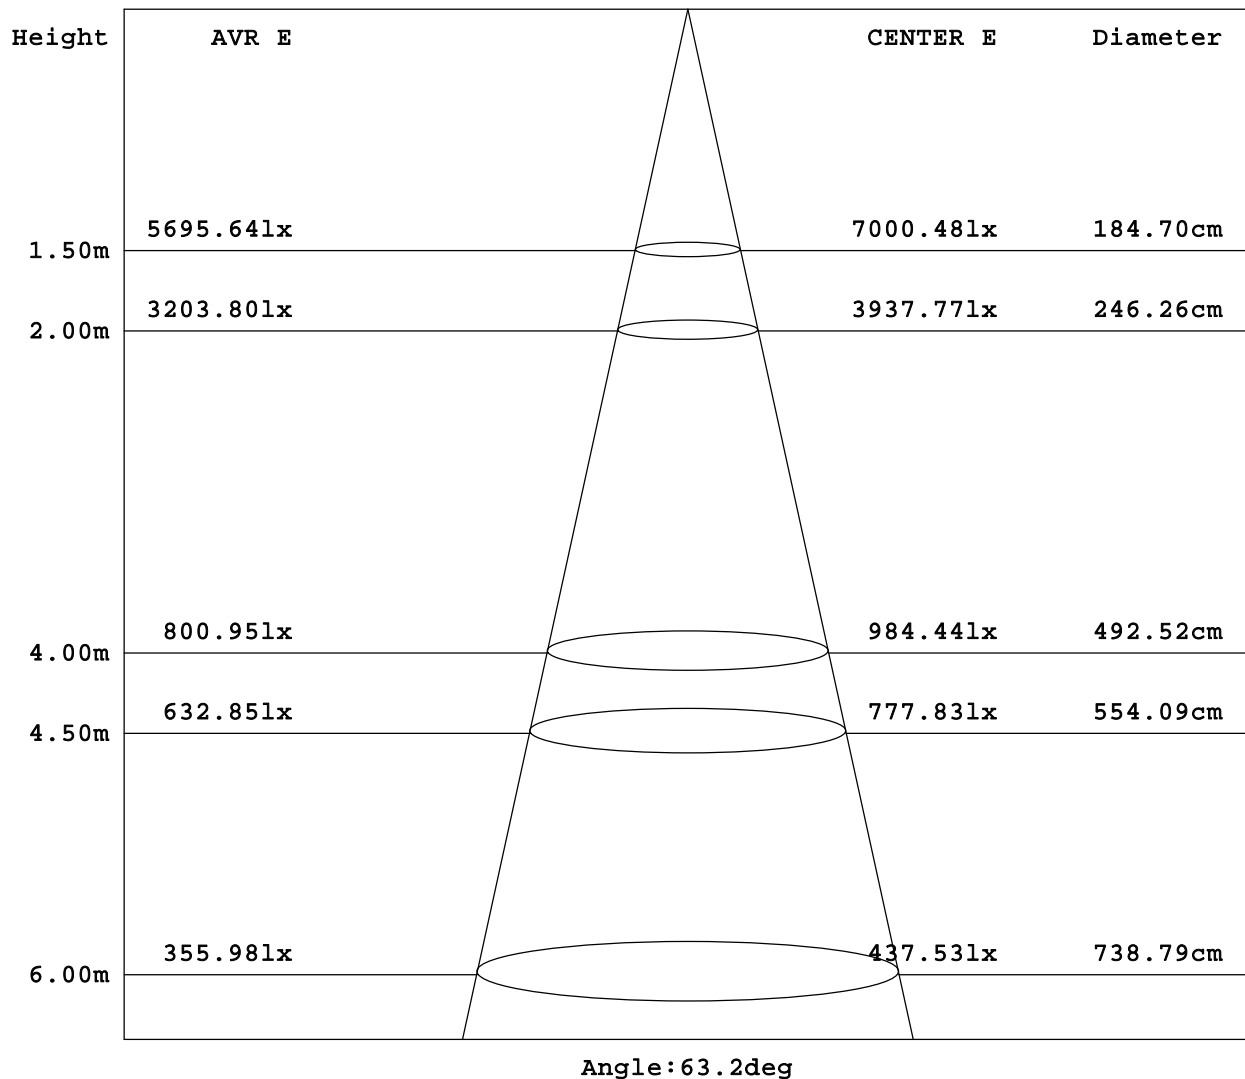 Height AVR E CENTER E Diameter
5695.64lx 7000.48lx 184.70cm
1.50m
3203.80lx 3937.77lx 246.26cm
2.00m
800.95lx 984.44lx 492.52cm
4.00m
632.85lx 777.83lx 554.09cm
4.50m
355.98lx 437.53lx 738.79cm
6.00m
Angle:63.2deg